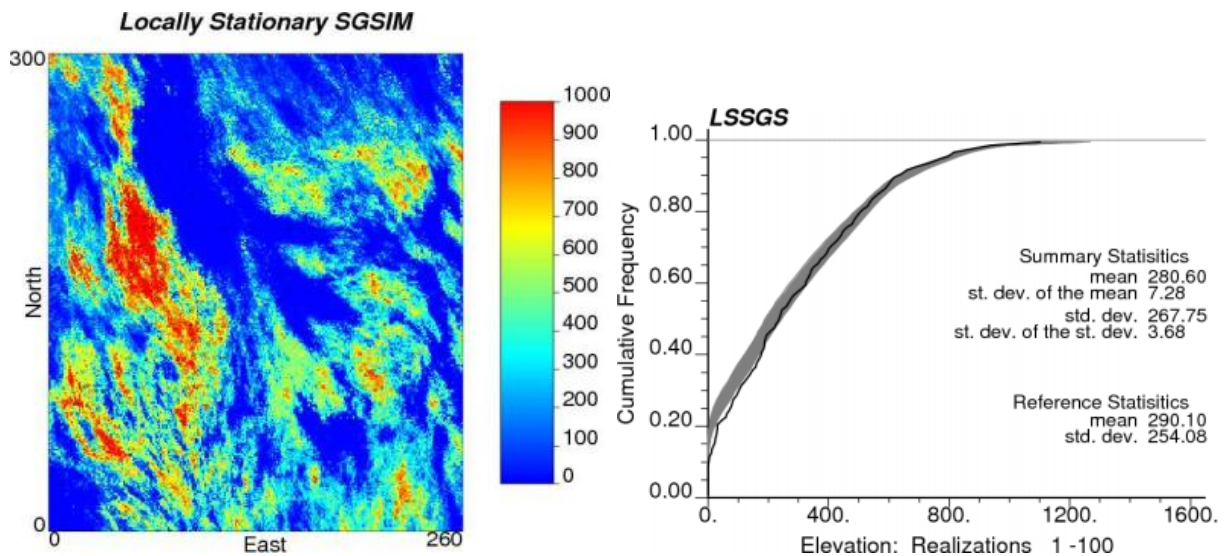 Locally Stationary SGSIM
300
North
0
0
East
260
1000
900
800
700
600
500
400
300
200
100
0
LSSGS
1.00
0.80
0.60
0.40
0.20
0.00
Cumulative Frequency
Summary Statisitics
mean 280.60
st. dev. of the mean 7.28
std. dev. 267.75
st. dev. of the st. dev. 3.68
Reference Statisitics
mean 290.10
std. dev. 254.08
0. 400. 800. 1200. 1600.
Elevation: Realizations 1 -100